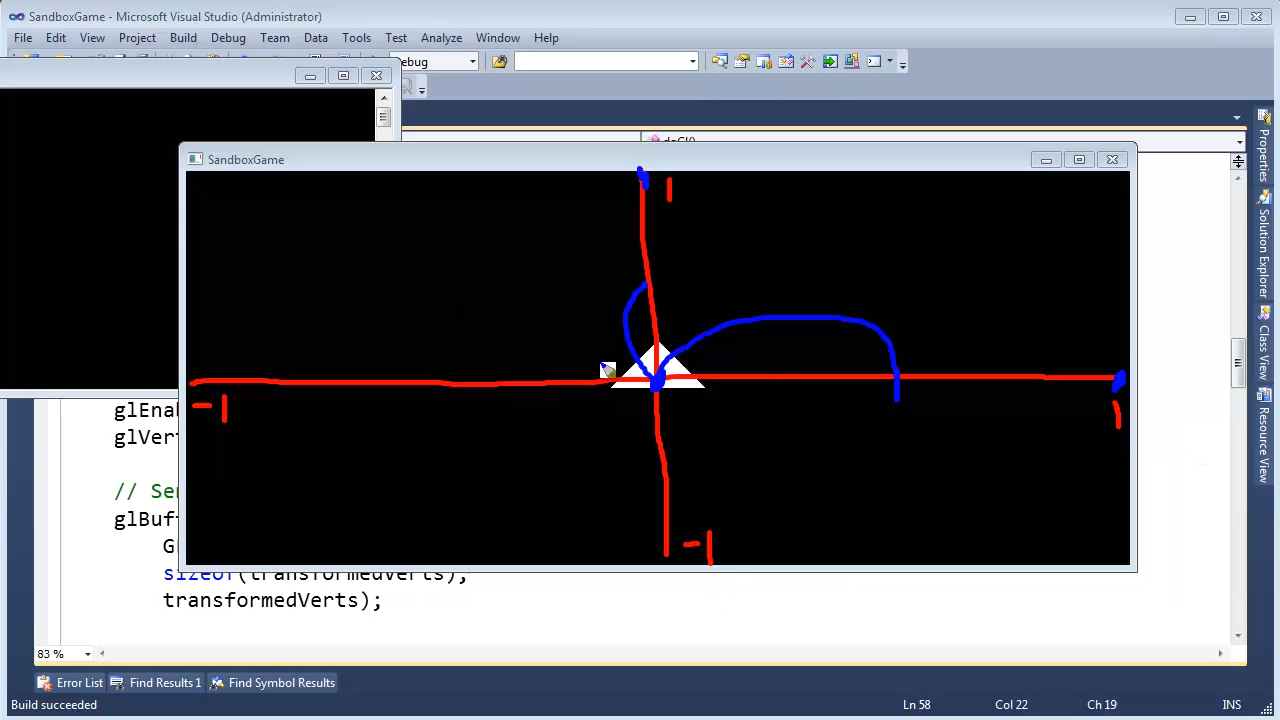 SandboxGame - Microsoft Visual Studio (Administrator)
File Edit View Project Build Debug Team Data Tools Test Analyze Window Help
ebug
SandboxGame
1
-1
1
-1
glEna
glVer
// Se
glBuf
G
sizeof(transformedVerts),
transformedVerts);
83 %
Properties
Solution Explorer
Class View
Resource View
Error List Find Results 1 Find Symbol Results
Build succeeded Ln 58 Col 22 Ch 19 INS